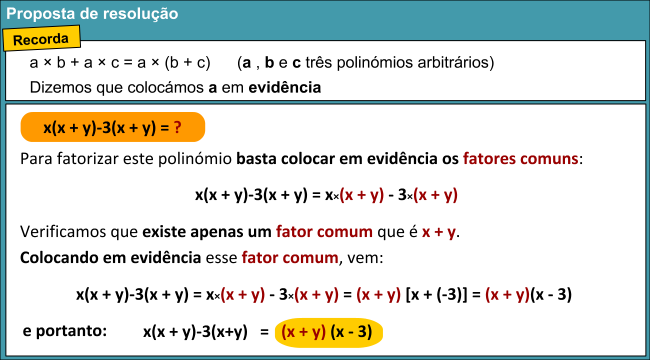 Proposta de resolução
Recorda
a × b + a × c = a × (b + c) (a , b e c três polinómios arbitrários)
Dizemos que colocámos a em evidência
x(x + y)-3(x + y) = ?
Para fatorizar este polinómio basta colocar em evidência os fatores comuns:
x(x + y)-3(x + y) = x×(x + y) - 3×(x + y)
Verificamos que existe apenas um fator comum que é x + y.
Colocando em evidência esse fator comum, vem:
x(x + y)-3(x + y) = x×(x + y) - 3×(x + y) = (x + y) [x + (-3)] = (x + y)(x - 3)
e portanto: x(x + y)-3(x+y) = (x + y) (x - 3)